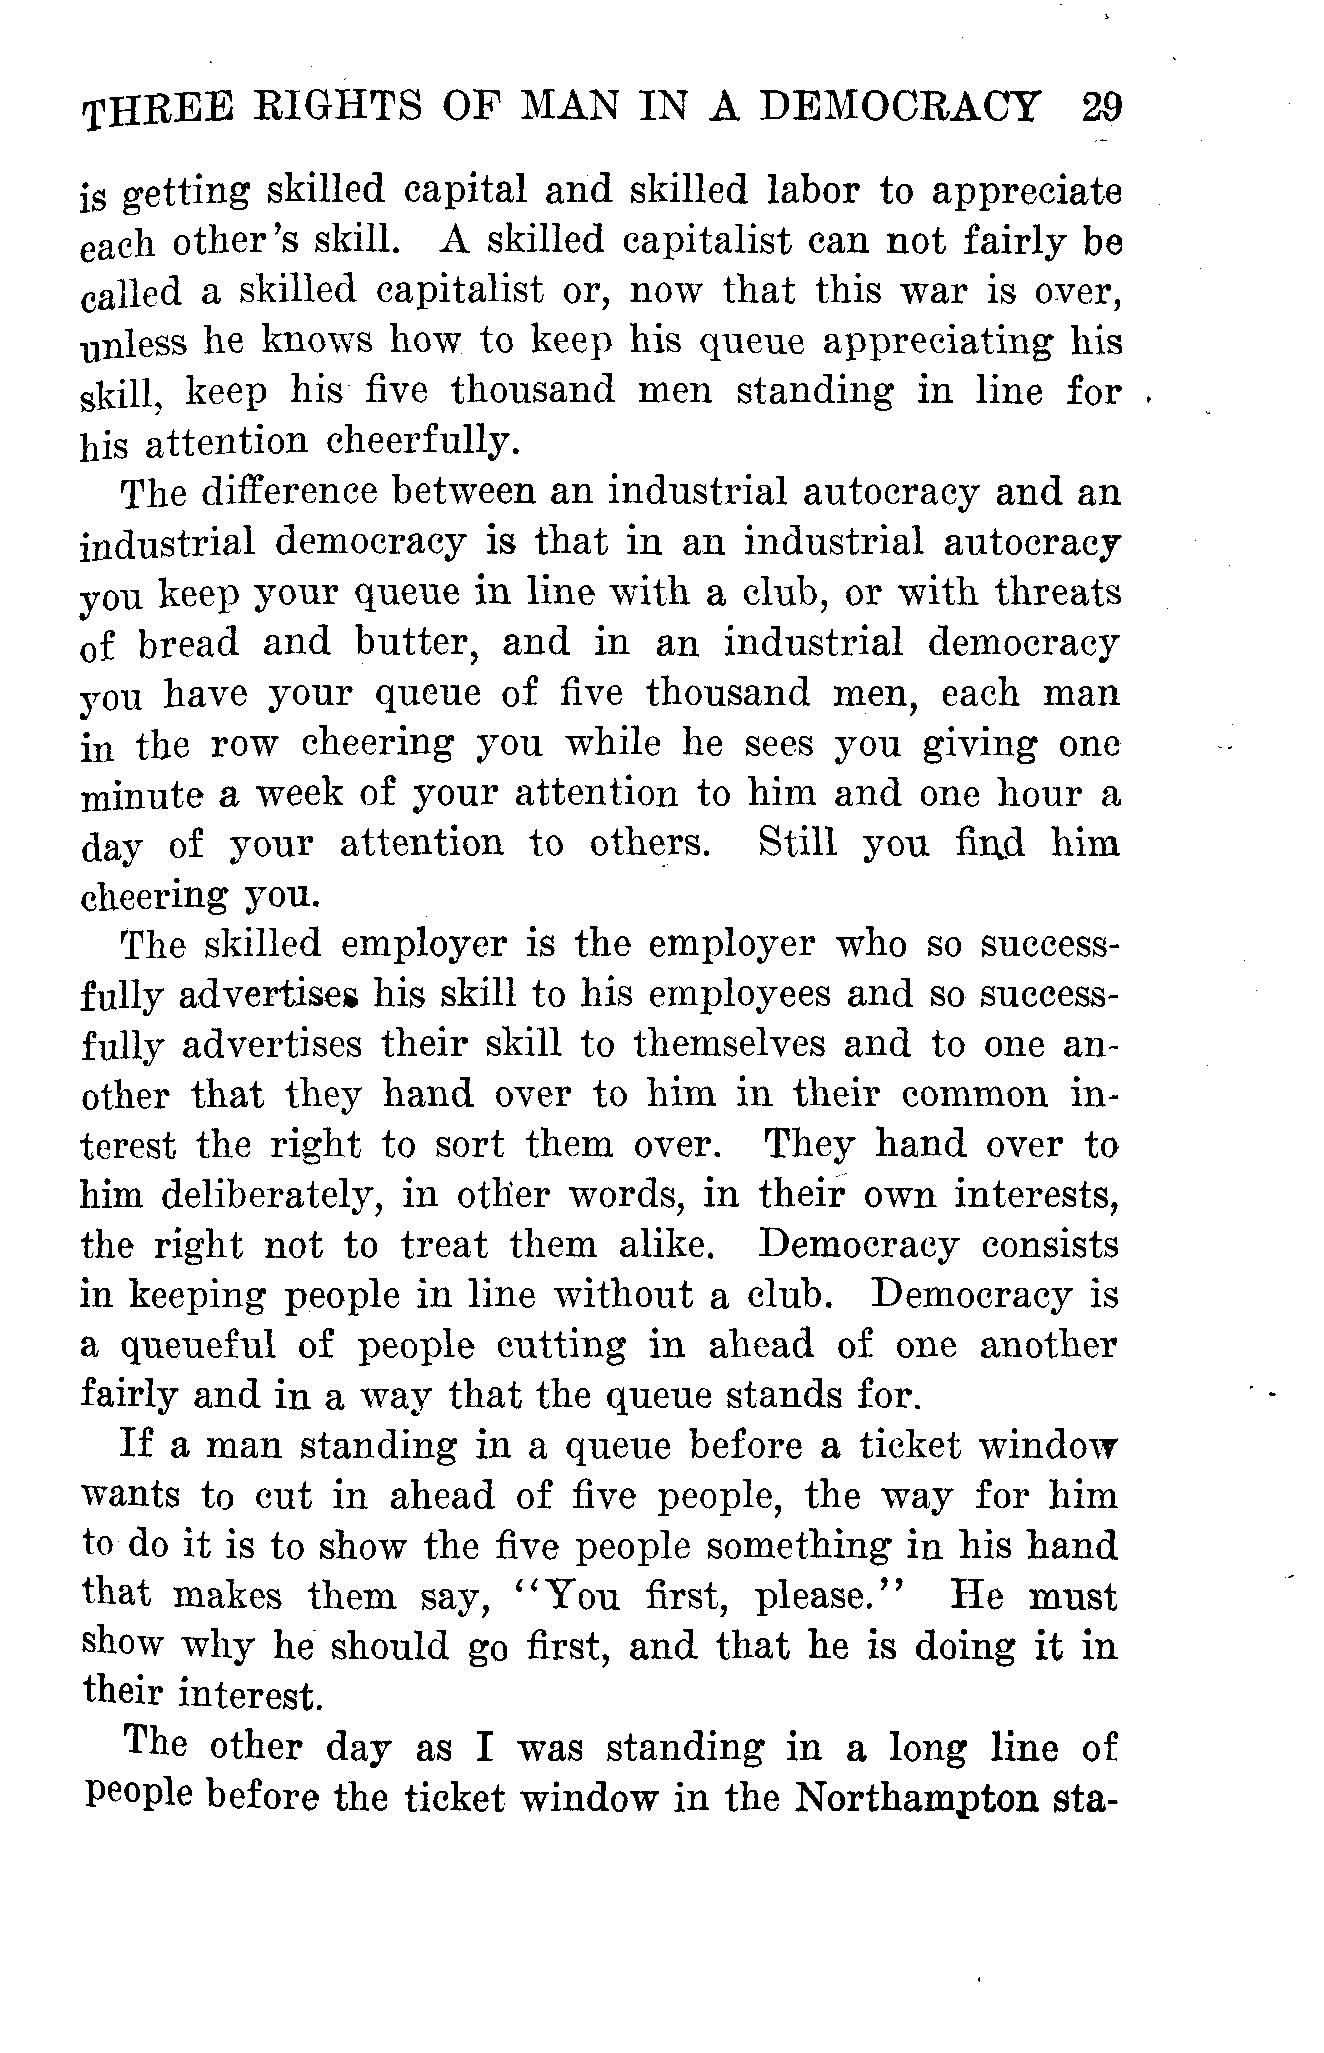 THREE RIGHTS OF MAN IN A DEMOCRACY 29
is getting skilled capital and skilled labor to appreciate
each other's skill. A skilled capitalist can not fairly be
called a skilled capitalist or, now that this war is over,
unless he knows how to keep his queue appreciating his
skill, keep his five thousand men standing in line for
his attention cheerfully.
The difference between an industrial autocracy and an
industrial democracy is that in an industrial autocracy
you keep your queue in line with a club, or with threats
of bread and butter, and in an industrial democracy
you have your queue of five thousand men, each man
in the row cheering you while he sees you giving one
minute a week of your attention to him and one hour a
day of your attention to others. Still you find him
cheering you.
The skilled employer is the employer who so success-
fully advertises his skill to his employees and so success-
fully advertises their skill to themselves and to one an-
other that they hand over to him in their common in-
terest the right to sort them over. They hand over to
him deliberately, in other words, in their own interests,
the right not to treat them alike. Democracy consists
in keeping people in line without a club. Democracy is
a queueful of people cutting in ahead of one another
fairly and in a way that the queue stands for.
If a man standing in a queue before a ticket window
wants to cut in ahead of five people, the way for him
to do it is to show the five people something in his hand
that makes them say, "You first, please." He must
show why he should go first, and that he is doing it in
their interest.
The other day as I was standing in a long line of
people before the ticket window in the Northampton sta-